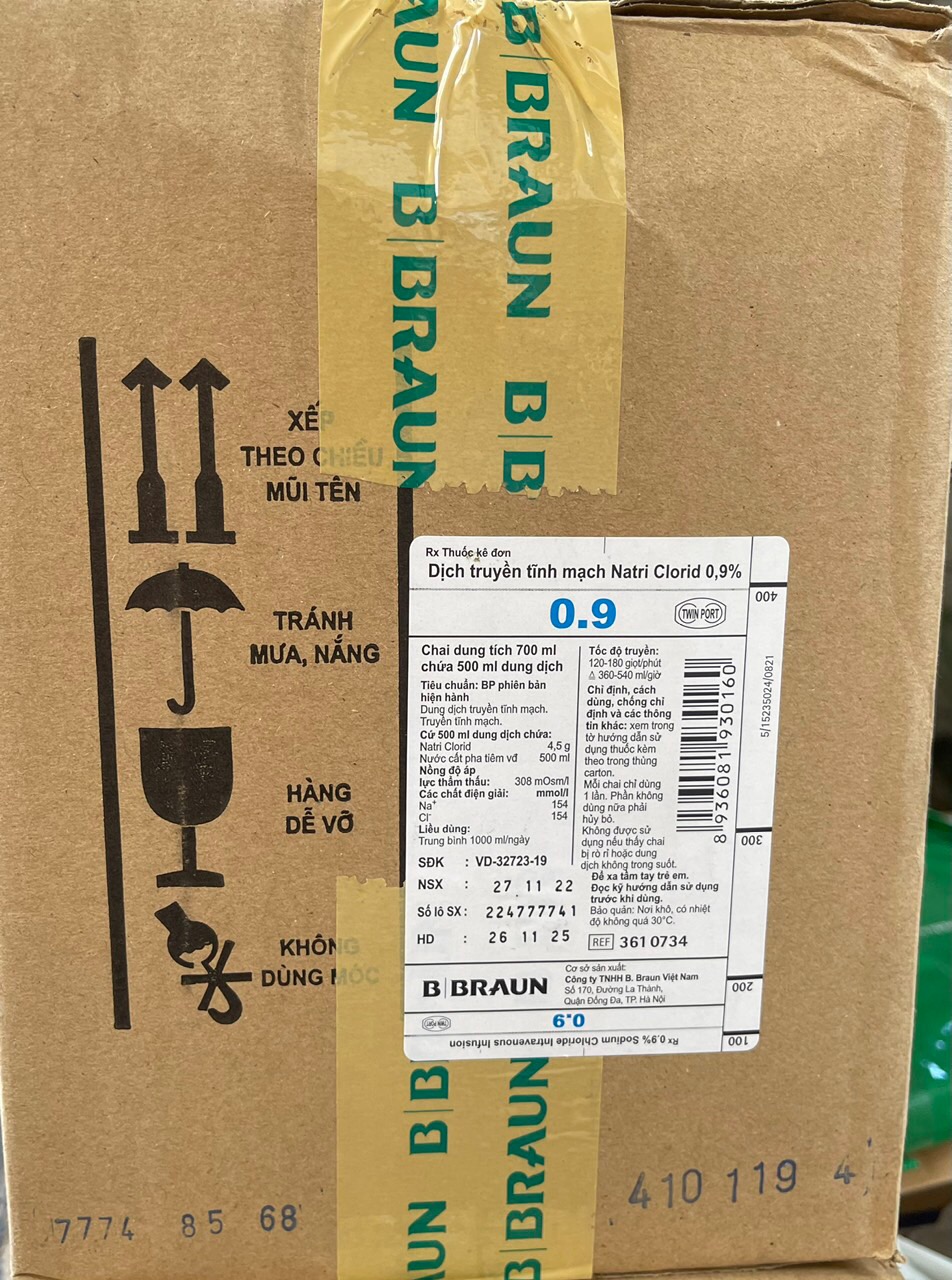 AUN B|BRAUN
B|BRAUN B|B
XẾP
THEO CHIỀU
MŨI TÊN
TRÁNH
MƯA, NẮNG
HÀNG
DỄ VỠ
KHÔNG
DÙNG MÓC
Rx Thuốc kê đơn
Dịch truyền tĩnh mạch Natri Clorid 0,9%
0.9
TWIN PORT
Chai dung tích 700 ml
chứa 500 ml dung dịch
Tiêu chuẩn: BP phiên bản
hiện hành
Dung dịch truyền tĩnh mạch.
Truyền tĩnh mạch.
Cứ 500 ml dung dịch chứa:
Natri Clorid 4,5 g
Nước cất pha tiêm vđ 500 ml
Nồng độ áp
lực thẩm thấu: 308 mOsm/l
Các chất điện giải: mmol/l
Na⁺ 154
Cl⁻ 154
Liều dùng:
Trung bình 1000 ml/ngày
SĐK : VD-32723-19
NSX : 27 11 22
Số lô SX : 224777741
HD : 26 11 25
Tốc độ truyền:
120-180 giọt/phút
Δ 360-540 ml/giờ
Chỉ định, cách
dùng, chống chỉ
định và các thông
tin khác: xem trong
tờ hướng dẫn sử
dụng thuốc kèm
theo trong thùng
carton.
Mỗi chai chỉ dùng
1 lần. Phần không
dùng nữa phải
hủy bỏ.
Không được sử
dụng nếu thấy chai
bị rò rỉ hoặc dung
dịch không trong suốt.
Để xa tầm tay trẻ em.
Đọc kỹ hướng dẫn sử dụng
trước khi dùng.
Bảo quản: Nơi khô, có nhiệt
độ không quá 30°C.
REF 361 0734
8 936081 930160
5/15235024/0821
400
300
200
100
B|BRAUN
Cơ sở sản xuất:
Công ty TNHH B. Braun Việt Nam
Số 170, Đường La Thành,
Quận Đống Đa, TP. Hà Nội
TWIN PORT
0.9
Rx 0.9% Sodium Chloride Intravenous Infusion
AUN B|B
B|BRAUN
7774 85 68
410 119 4